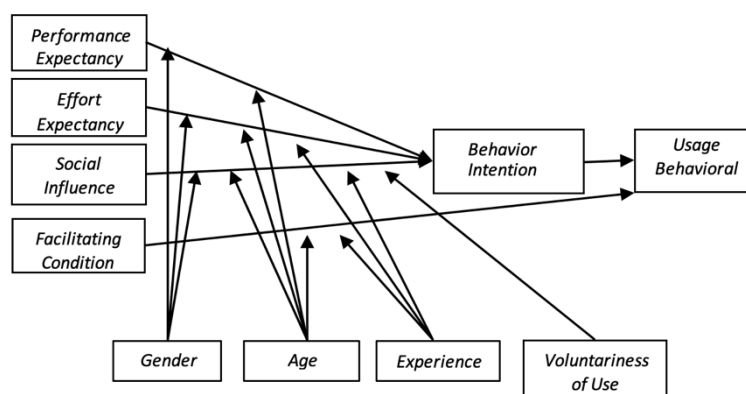 Performance
Expectancy
Effort
Expectancy
Social
Influence
Facilitating
Condition
Behavior
Intention
Usage
Behavioral
Gender
Age
Experience
Voluntariness
of Use